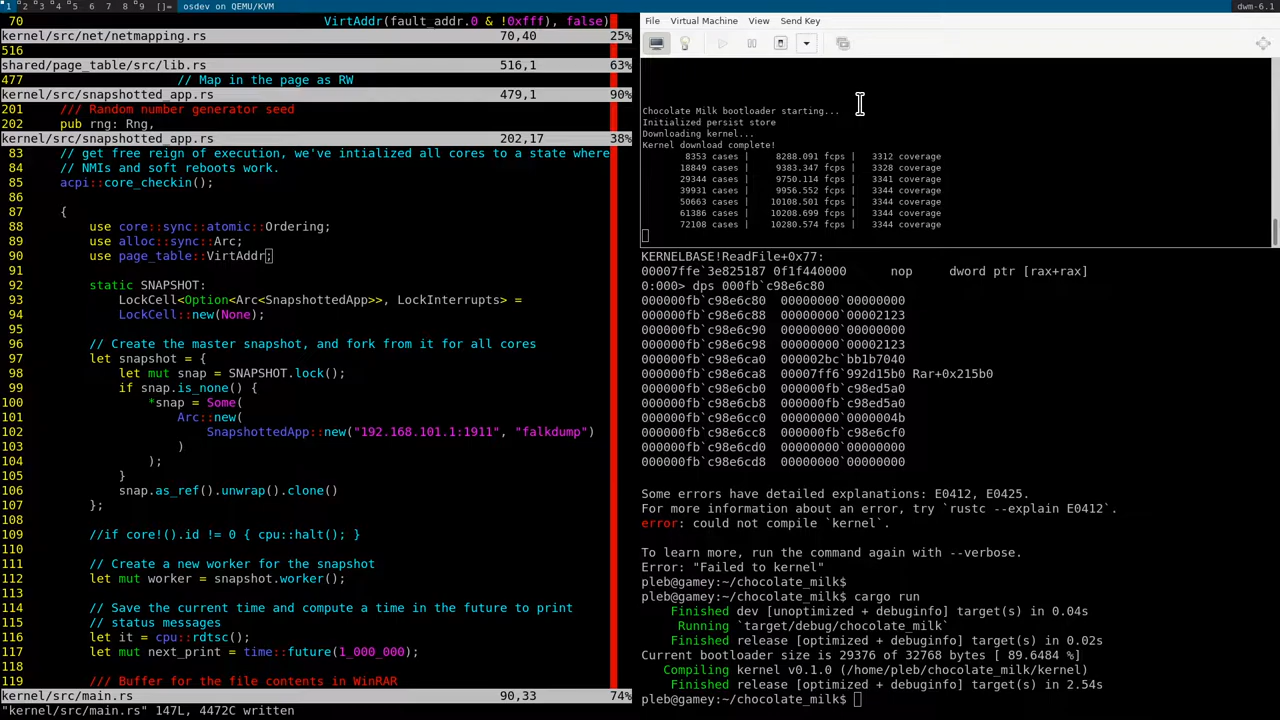 1 2 3 4 5 6 7 8 9 []= osdev on QEMU/KVM dwm-6.1
70 VirtAddr(fault_addr.0 & !0xfff), false)
kernel/src/net/netmapping.rs 70,40 25%
516
shared/page_table/src/lib.rs 516,1 63%
477 // Map in the page as RW
kernel/src/snapshotted_app.rs 479,1 90%
201 /// Random number generator seed
202 pub rng: Rng,
kernel/src/snapshotted_app.rs 202,17 38%
83 // get free reign of execution, we've intialized all cores to a state where
84 // NMIs and soft reboots work.
85 acpi::core_checkin();
86
87 {
88 use core::sync::atomic::Ordering;
89 use alloc::sync::Arc;
90 use page_table::VirtAddr;
91
92 static SNAPSHOT:
93 LockCell<Option<Arc<SnapshottedApp>>, LockInterrupts> =
94 LockCell::new(None);
95
96 // Create the master snapshot, and fork from it for all cores
97 let snapshot = {
98 let mut snap = SNAPSHOT.lock();
99 if snap.is_none() {
100 *snap = Some(
101 Arc::new(
102 SnapshottedApp::new("192.168.101.1:1911", "falkdump")
103 )
104 );
105 }
106 snap.as_ref().unwrap().clone()
107 };
108
109 //if core!().id != 0 { cpu::halt(); }
110
111 // Create a new worker for the snapshot
112 let mut worker = snapshot.worker();
113
114 // Save the current time and compute a time in the future to print
115 // status messages
116 let it = cpu::rdtsc();
117 let mut next_print = time::future(1_000_000);
118
119 /// Buffer for the file contents in WinRAR
kernel/src/main.rs 90,33 74%
"kernel/src/main.rs" 147L, 4472C written
File Virtual Machine View Send Key
Chocolate Milk bootloader starting...
Initialized persist store
Downloading kernel...
Kernel download complete!
8353 cases | 8288.091 fcps | 3312 coverage
18849 cases | 9383.347 fcps | 3328 coverage
29344 cases | 9750.114 fcps | 3341 coverage
39931 cases | 9956.552 fcps | 3344 coverage
50663 cases | 10108.501 fcps | 3344 coverage
61386 cases | 10208.699 fcps | 3344 coverage
72108 cases | 10280.574 fcps | 3344 coverage
KERNELBASE!ReadFile+0x77:
00007ffe`3e825187 0f1f440000 nop dword ptr [rax+rax]
0:000> dps 000fb`c98e6c80
000000fb`c98e6c80 00000000`00000000
000000fb`c98e6c88 00000000`00002123
000000fb`c98e6c90 00000000`00000000
000000fb`c98e6c98 00000000`00002123
000000fb`c98e6ca0 000002bc`bb1b7040
000000fb`c98e6ca8 00007ff6`992d15b0 Rar+0x215b0
000000fb`c98e6cb0 000000fb`c98ed5a0
000000fb`c98e6cb8 000000fb`c98ed5a0
000000fb`c98e6cc0 00000000`0000004b
000000fb`c98e6cc8 000000fb`c98e6cf0
000000fb`c98e6cd0 00000000`00000000
000000fb`c98e6cd8 00000000`00000000
Some errors have detailed explanations: E0412, E0425.
For more information about an error, try `rustc --explain E0412`.
error: could not compile `kernel`.
To learn more, run the command again with --verbose.
Error: "Failed to kernel"
pleb@gamey:~/chocolate_milk$
pleb@gamey:~/chocolate_milk$ cargo run
Finished dev [unoptimized + debuginfo] target(s) in 0.04s
Running `target/debug/chocolate_milk`
Finished release [optimized + debuginfo] target(s) in 0.02s
Current bootloader size is 29376 of 32768 bytes [ 89.6484 %]
Compiling kernel v0.1.0 (/home/pleb/chocolate_milk/kernel)
Finished release [optimized + debuginfo] target(s) in 2.54s
pleb@gamey:~/chocolate_milk$